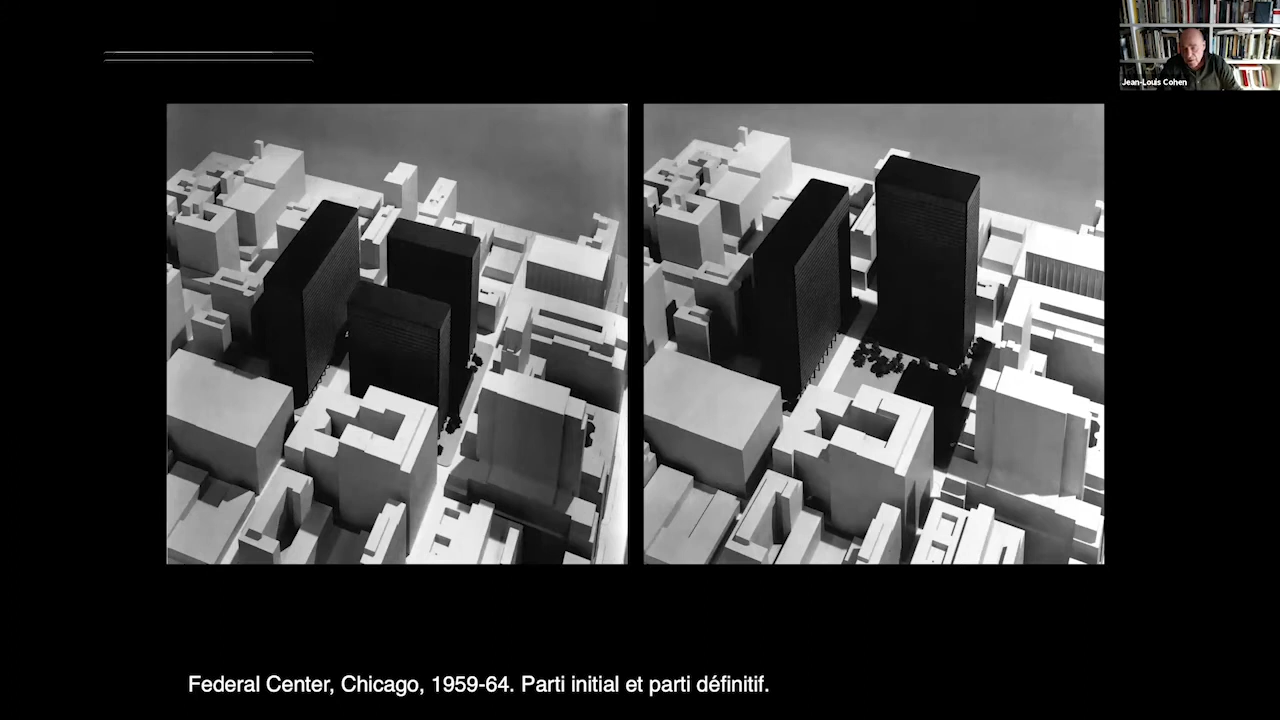 Jean-Louis Cohen
Federal Center, Chicago, 1959-64. Parti initial et parti définitif.